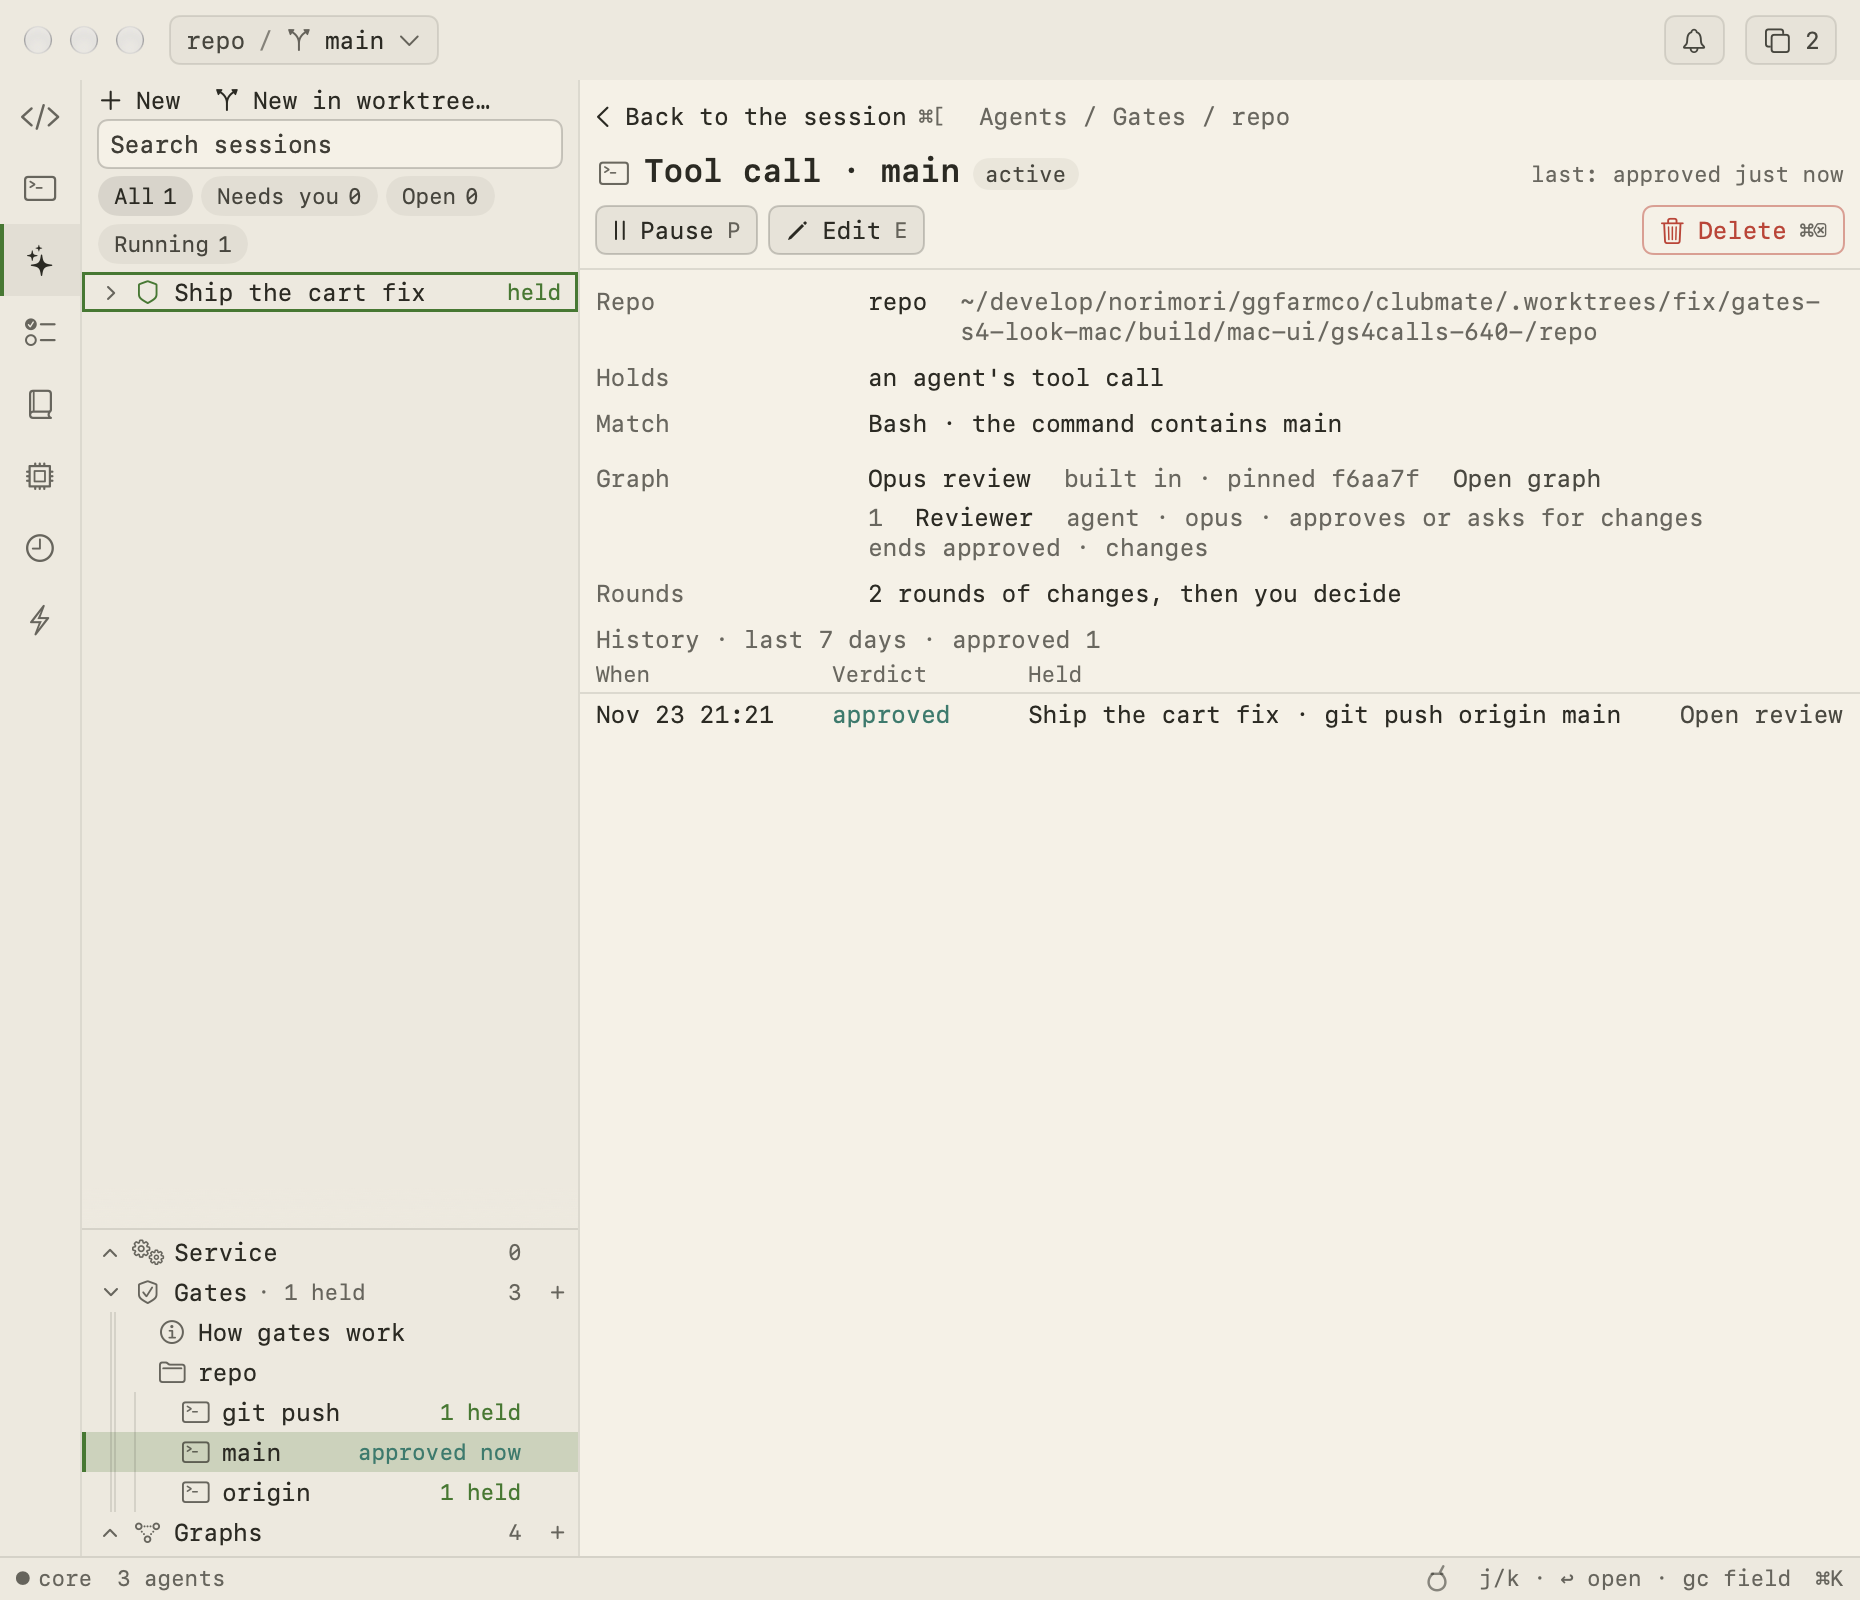 repo / main
2
New New in worktree…
Search sessions
All 1 Needs you 0 Open 0
Running 1
Ship the cart fix held
Service 0
Gates · 1 held 3 +
How gates work
repo
git push 1 held
main approved now
origin 1 held
Graphs 4 +
Back to the session ⌘[ Agents / Gates / repo
Tool call · main active last: approved just now
Pause P Edit E Delete ⌘⌫
Repo repo ~/develop/norimori/ggfarmco/clubmate/.worktrees/fix/gates-
s4-look-mac/build/mac-ui/gs4calls-640-/repo
Holds an agent's tool call
Match Bash · the command contains main
Graph Opus review built in · pinned f6aa7f Open graph
1 Reviewer agent · opus · approves or asks for changes
ends approved · changes
Rounds 2 rounds of changes, then you decide
History · last 7 days · approved 1
When Verdict Held
Nov 23 21:21 approved Ship the cart fix · git push origin main Open review
core 3 agents j/k · ↩ open · gc field ⌘K